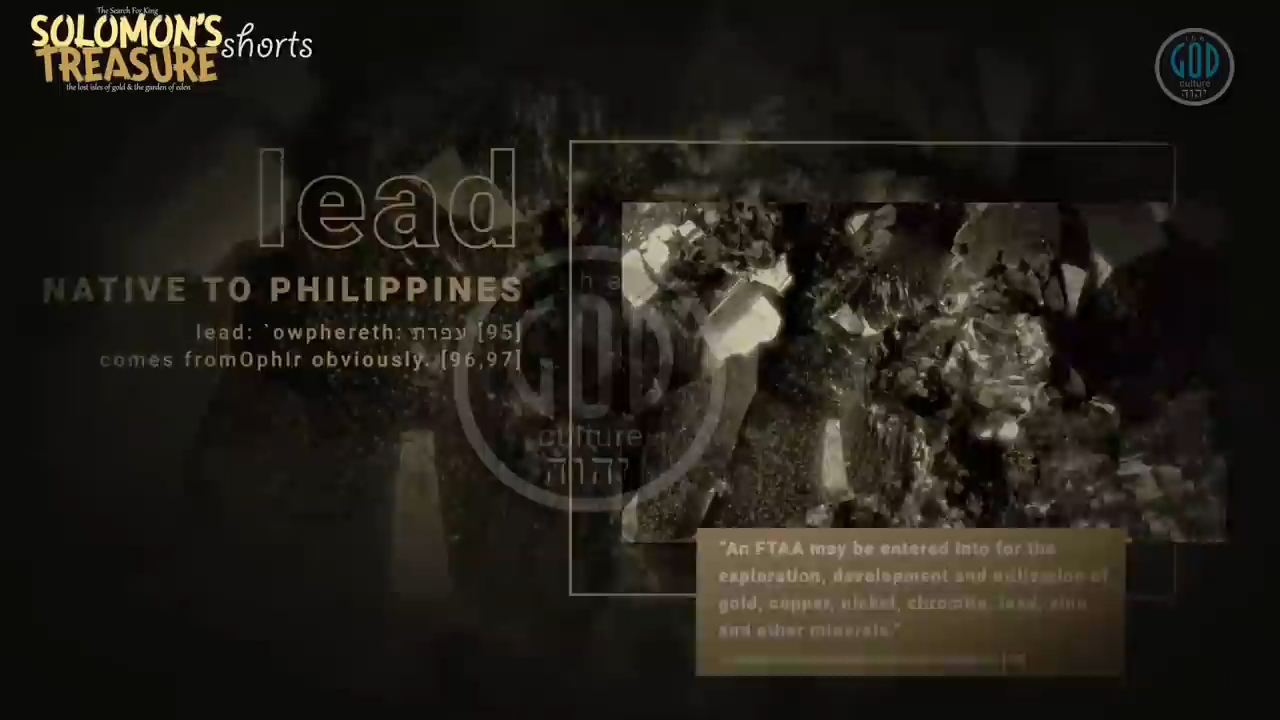 The Search For King
SOLOMON'S
TREASURE
shorts
the lost isles of gold & the garden of eden
the
GOD
culture
יהוה
lead
NATIVE TO PHILIPPINES
lead: `owphereth: עפרת [95]
comes fromOphIr obviously. [96,97]
the
GOD
culture
יהוה
"An FTAA may be entered into for the
exploration, development and utilization of
gold, copper, nickel, chromite, lead, zinc
and other minerals."